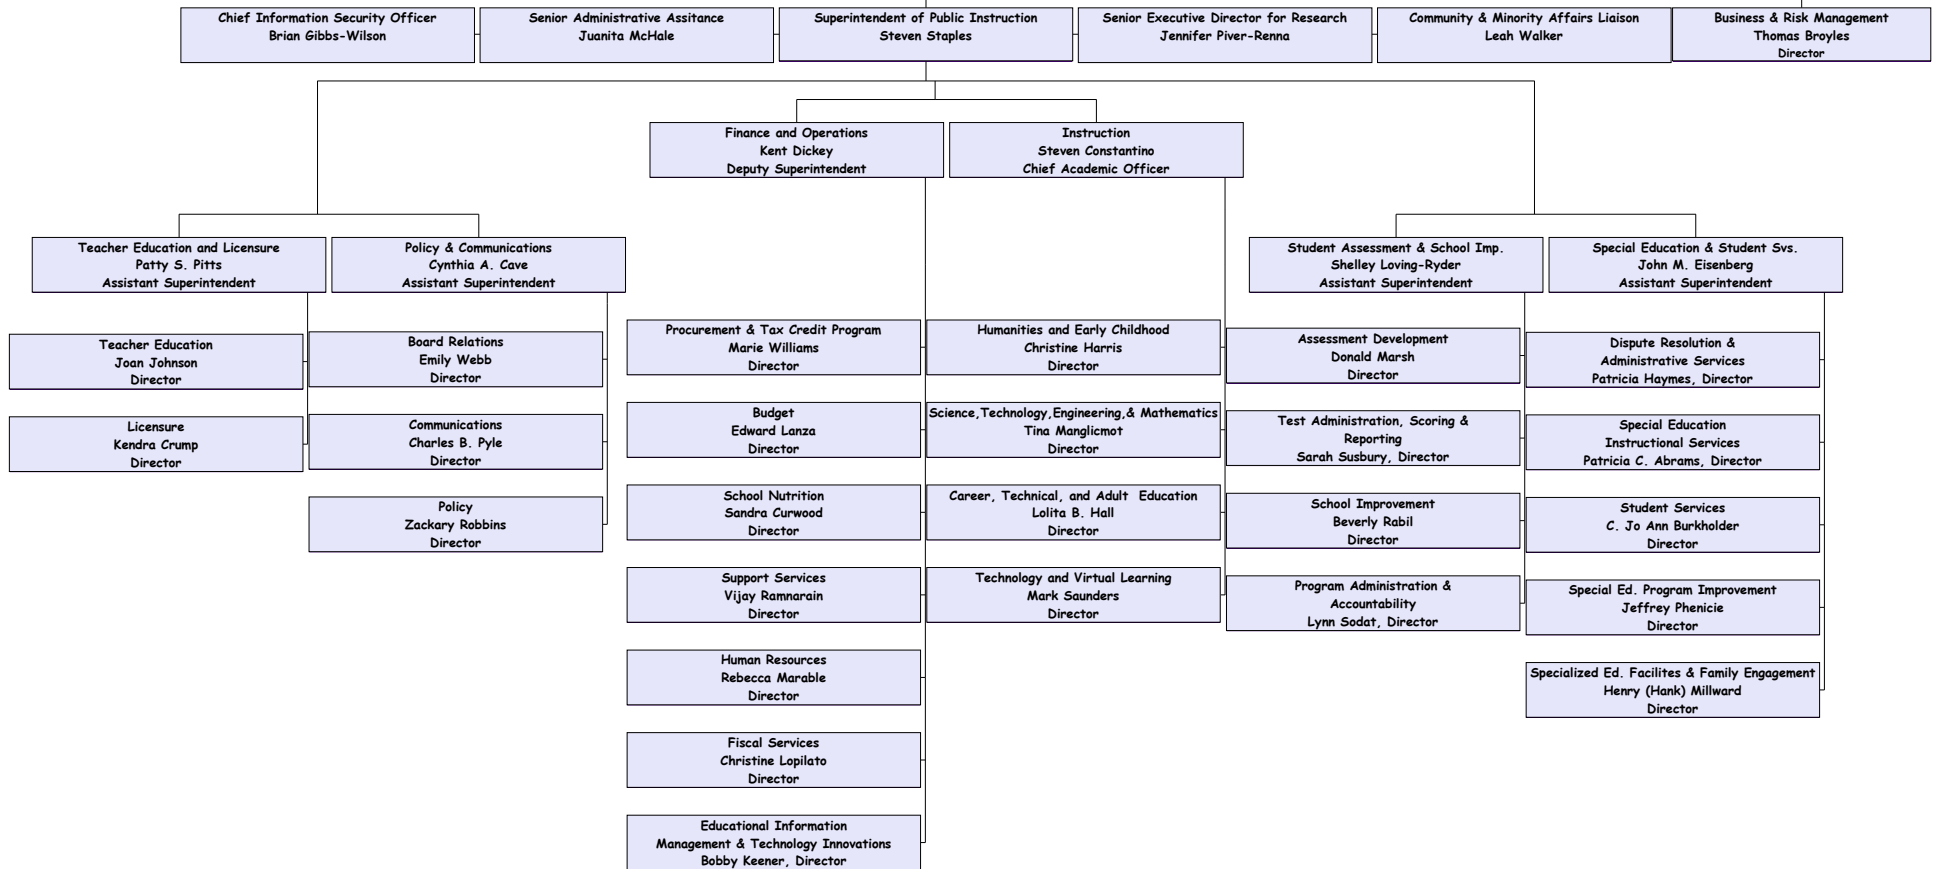 Chief Information Security Officer
Brian Gibbs-Wilson
Senior Administrative Assitance
Juanita McHale
Superintendent of Public Instruction
Steven Staples
Senior Executive Director for Research
Jennifer Piver-Renna
Community & Minority Affairs Liaison
Leah Walker
Business & Risk Management
Thomas Broyles
Director
Finance and Operations
Kent Dickey
Deputy Superintendent
Instruction
Steven Constantino
Chief Academic Officer
Teacher Education and Licensure
Patty S. Pitts
Assistant Superintendent
Policy & Communications
Cynthia A. Cave
Assistant Superintendent
Student Assessment & School Imp.
Shelley Loving-Ryder
Assistant Superintendent
Special Education & Student Svs.
John M. Eisenberg
Assistant Superintendent
Teacher Education
Joan Johnson
Director
Licensure
Kendra Crump
Director
Board Relations
Emily Webb
Director
Communications
Charles B. Pyle
Director
Policy
Zackary Robbins
Director
Procurement & Tax Credit Program
Marie Williams
Director
Budget
Edward Lanza
Director
School Nutrition
Sandra Curwood
Director
Support Services
Vijay Ramnarain
Director
Human Resources
Rebecca Marable
Director
Fiscal Services
Christine Lopilato
Director
Educational Information
Management & Technology Innovations
Bobby Keener, Director
Humanities and Early Childhood
Christine Harris
Director
Science,Technology,Engineering,& Mathematics
Tina Manglicmot
Director
Career, Technical, and Adult  Education
Lolita B. Hall
Director
Technology and Virtual Learning
Mark Saunders
Director
Assessment Development
Donald Marsh
Director
Test Administration, Scoring &
Reporting
Sarah Susbury, Director
School Improvement
Beverly Rabil
Director
Program Administration &
Accountability
Lynn Sodat, Director
Dispute Resolution &
Administrative Services
Patricia Haymes, Director
Special Education
Instructional Services
Patricia C. Abrams, Director
Student Services
C. Jo Ann Burkholder
Director
Special Ed. Program Improvement
Jeffrey Phenicie
Director
Specialized Ed. Facilites & Family Engagement
Henry (Hank) Millward
Director